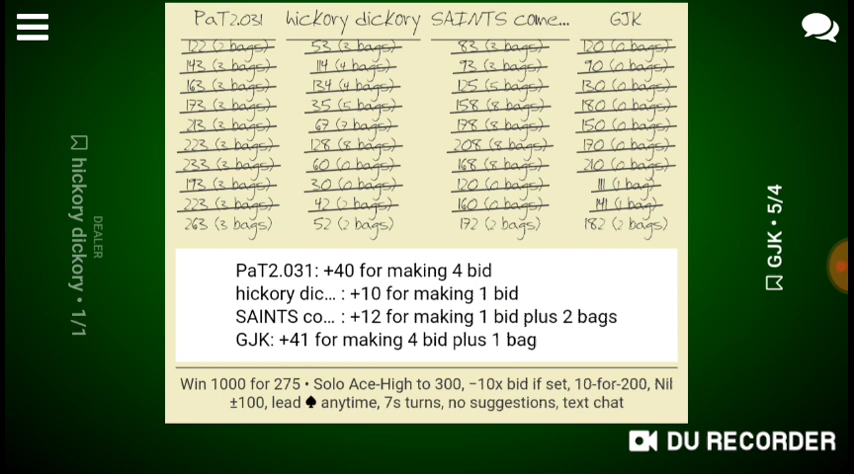 PaT2.031 hickory dickory SAINTS come... GJK
122 (2 bags) 53 (3 bags) 83 (3 bags) 120 (0 bags)
143 (3 bags) 114 (4 bags) 93 (3 bags) 90 (0 bags)
163 (3 bags) 134 (4 bags) 125 (5 bags) 130 (0 bags)
173 (3 bags) 35 (5 bags) 158 (8 bags) 180 (0 bags)
213 (3 bags) 67 (7 bags) 178 (8 bags) 150 (0 bags)
223 (3 bags) 128 (8 bags) 208 (8 bags) 170 (0 bags)
233 (3 bags) 60 (0 bags) 168 (8 bags) 210 (0 bags)
193 (3 bags) 30 (0 bags) 120 (0 bags) 111 (1 bag)
223 (3 bags) 42 (2 bags) 160 (0 bags) 141 (1 bag)
263 (3 bags) 52 (2 bags) 172 (2 bags) 182 (2 bags)
PaT2.031: +40 for making 4 bid
hickory dic... : +10 for making 1 bid
SAINTS co... : +12 for making 1 bid plus 2 bags
GJK: +41 for making 4 bid plus 1 bag
Win 1000 for 275 • Solo Ace-High to 300, −10x bid if set, 10-for-200, Nil
±100, lead ♠ anytime, 7s turns, no suggestions, text chat
DEALER
hickory dickory • 1/1
GJK • 5/4
DU RECORDER